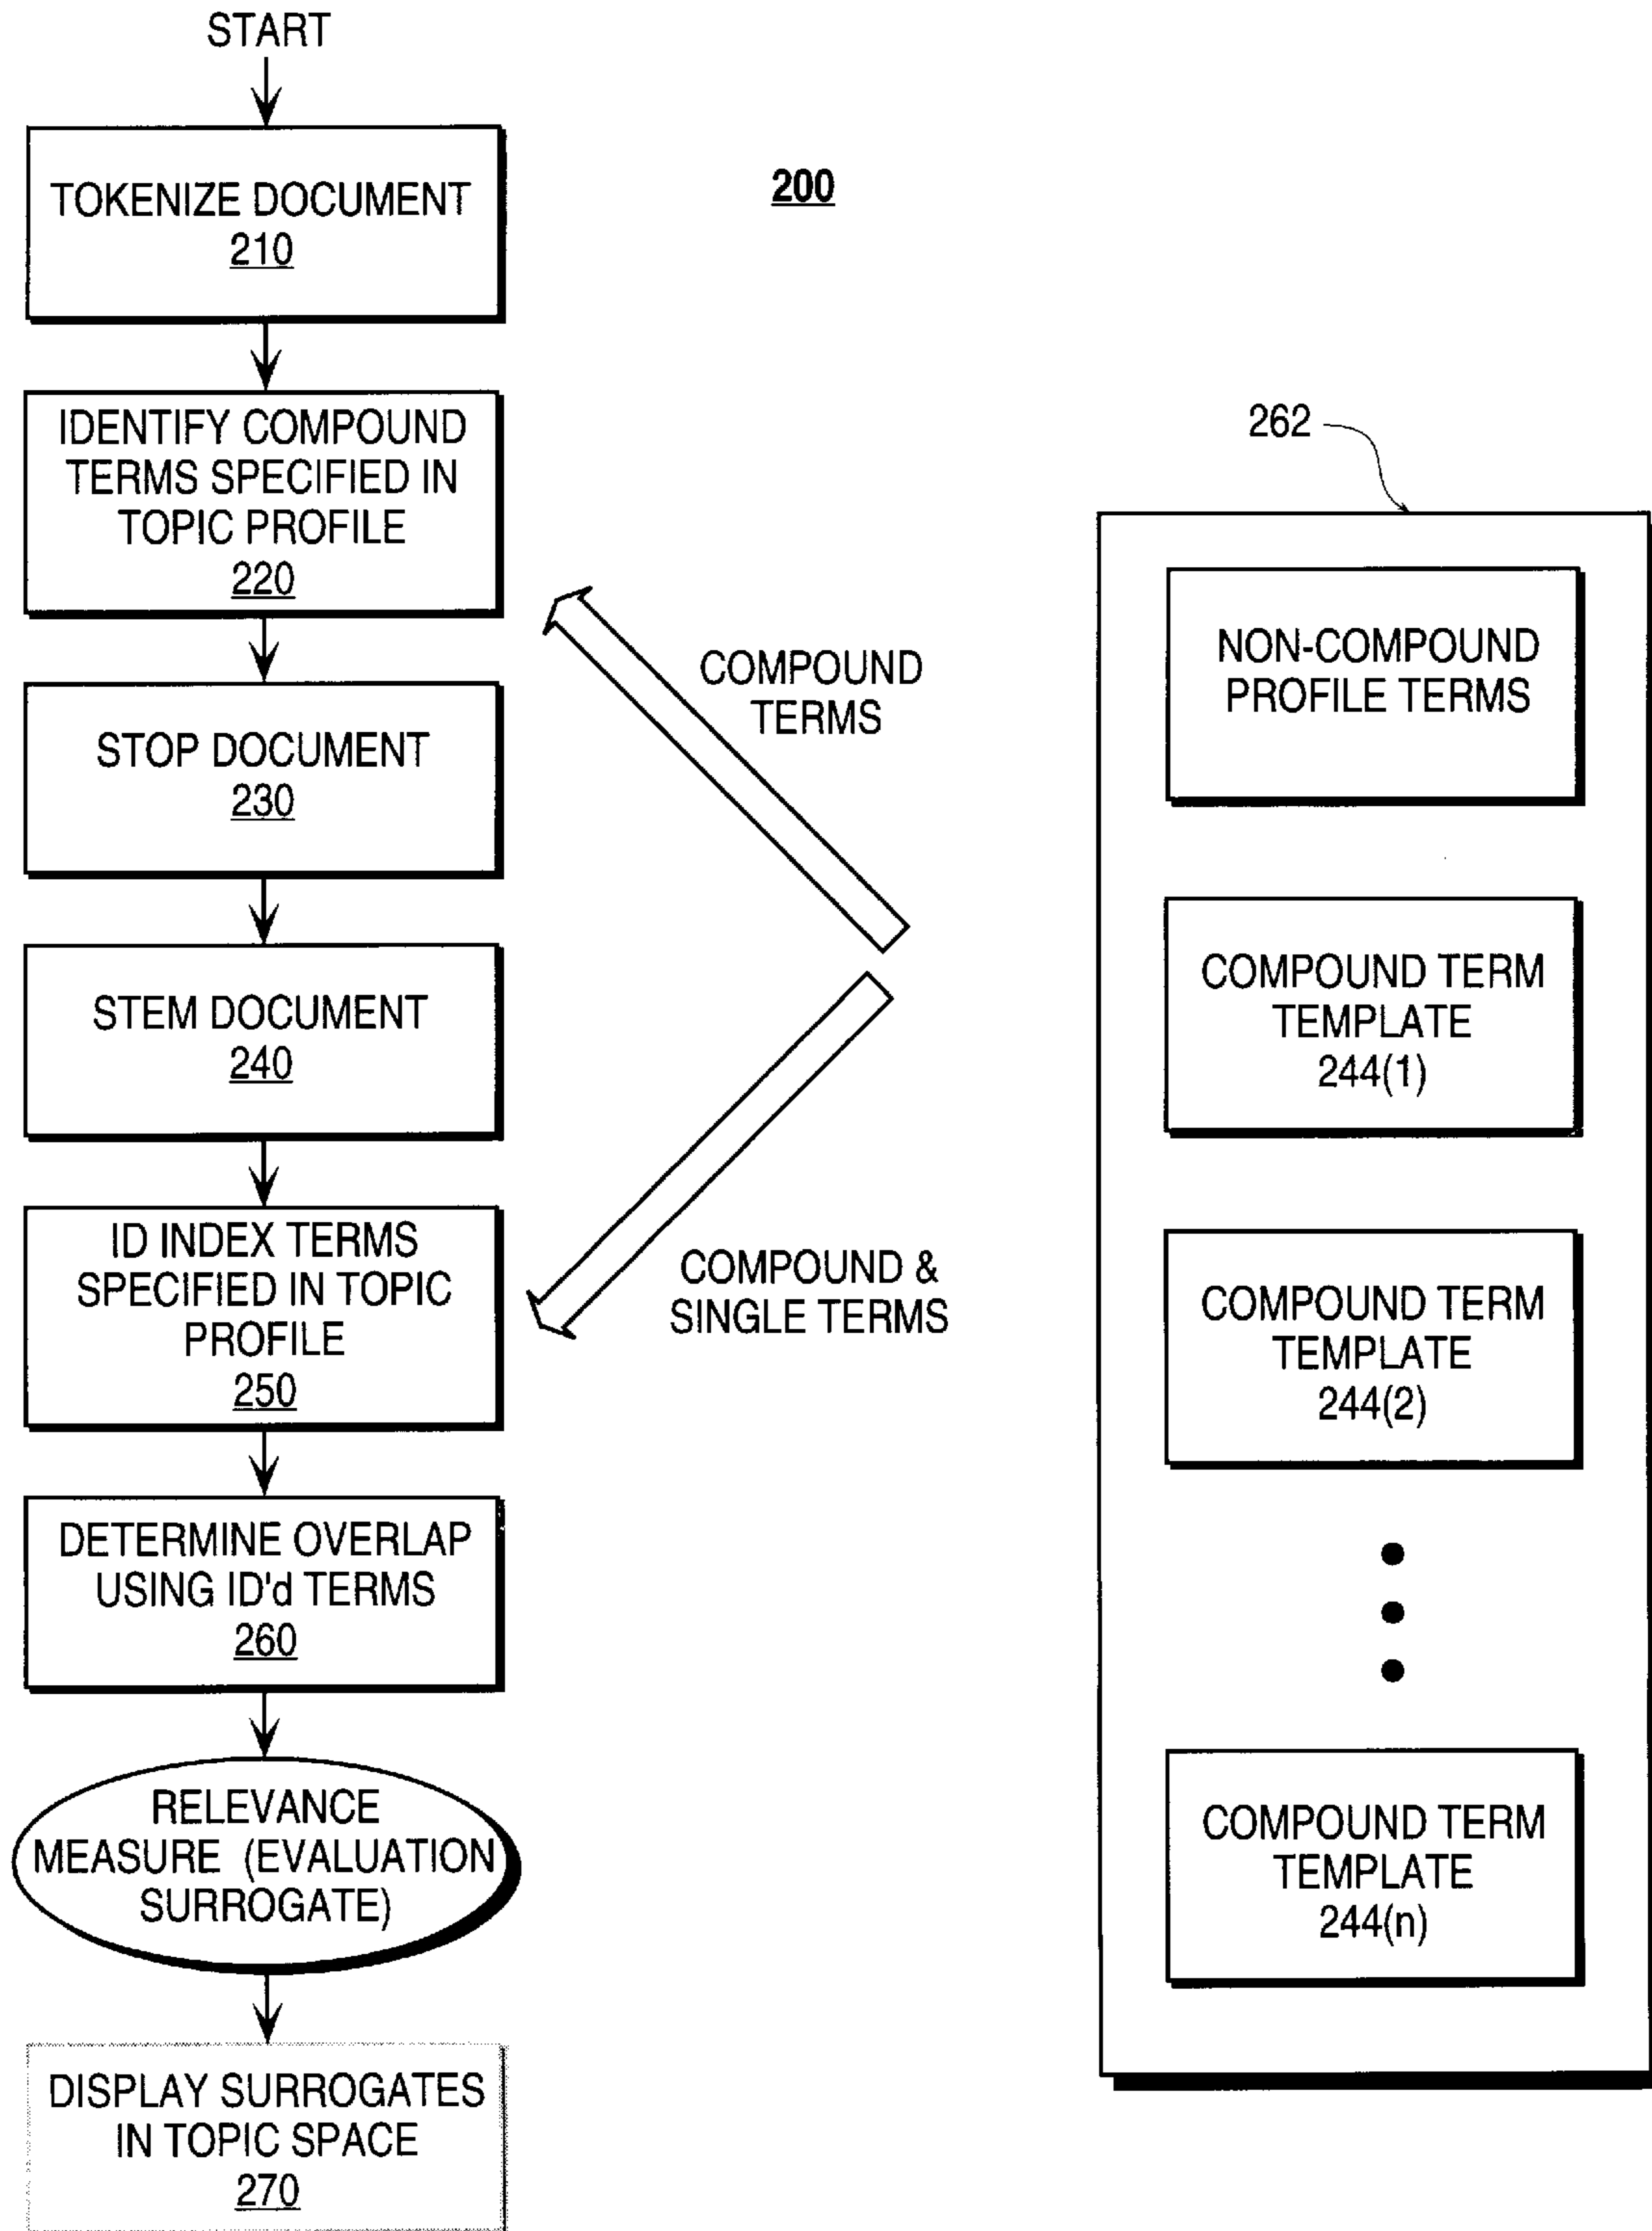 START
TOKENIZE DOCUMENT
210
200
IDENTIFY COMPOUND
TERMS SPECIFIED IN
TOPIC PROFILE
220
STOP DOCUMENT
230
STEM DOCUMENT
240
ID INDEX TERMS
SPECIFIED IN TOPIC
PROFILE
250
DETERMINE OVERLAP
USING ID'd TERMS
260
RELEVANCE
MEASURE (EVALUATION
SURROGATE)
DISPLAY SURROGATES
IN TOPIC SPACE
270
COMPOUND
TERMS
COMPOUND &
SINGLE TERMS
262
NON-COMPOUND
PROFILE TERMS
COMPOUND TERM
TEMPLATE
244(1)
COMPOUND TERM
TEMPLATE
244(2)
COMPOUND TERM
TEMPLATE
244(n)